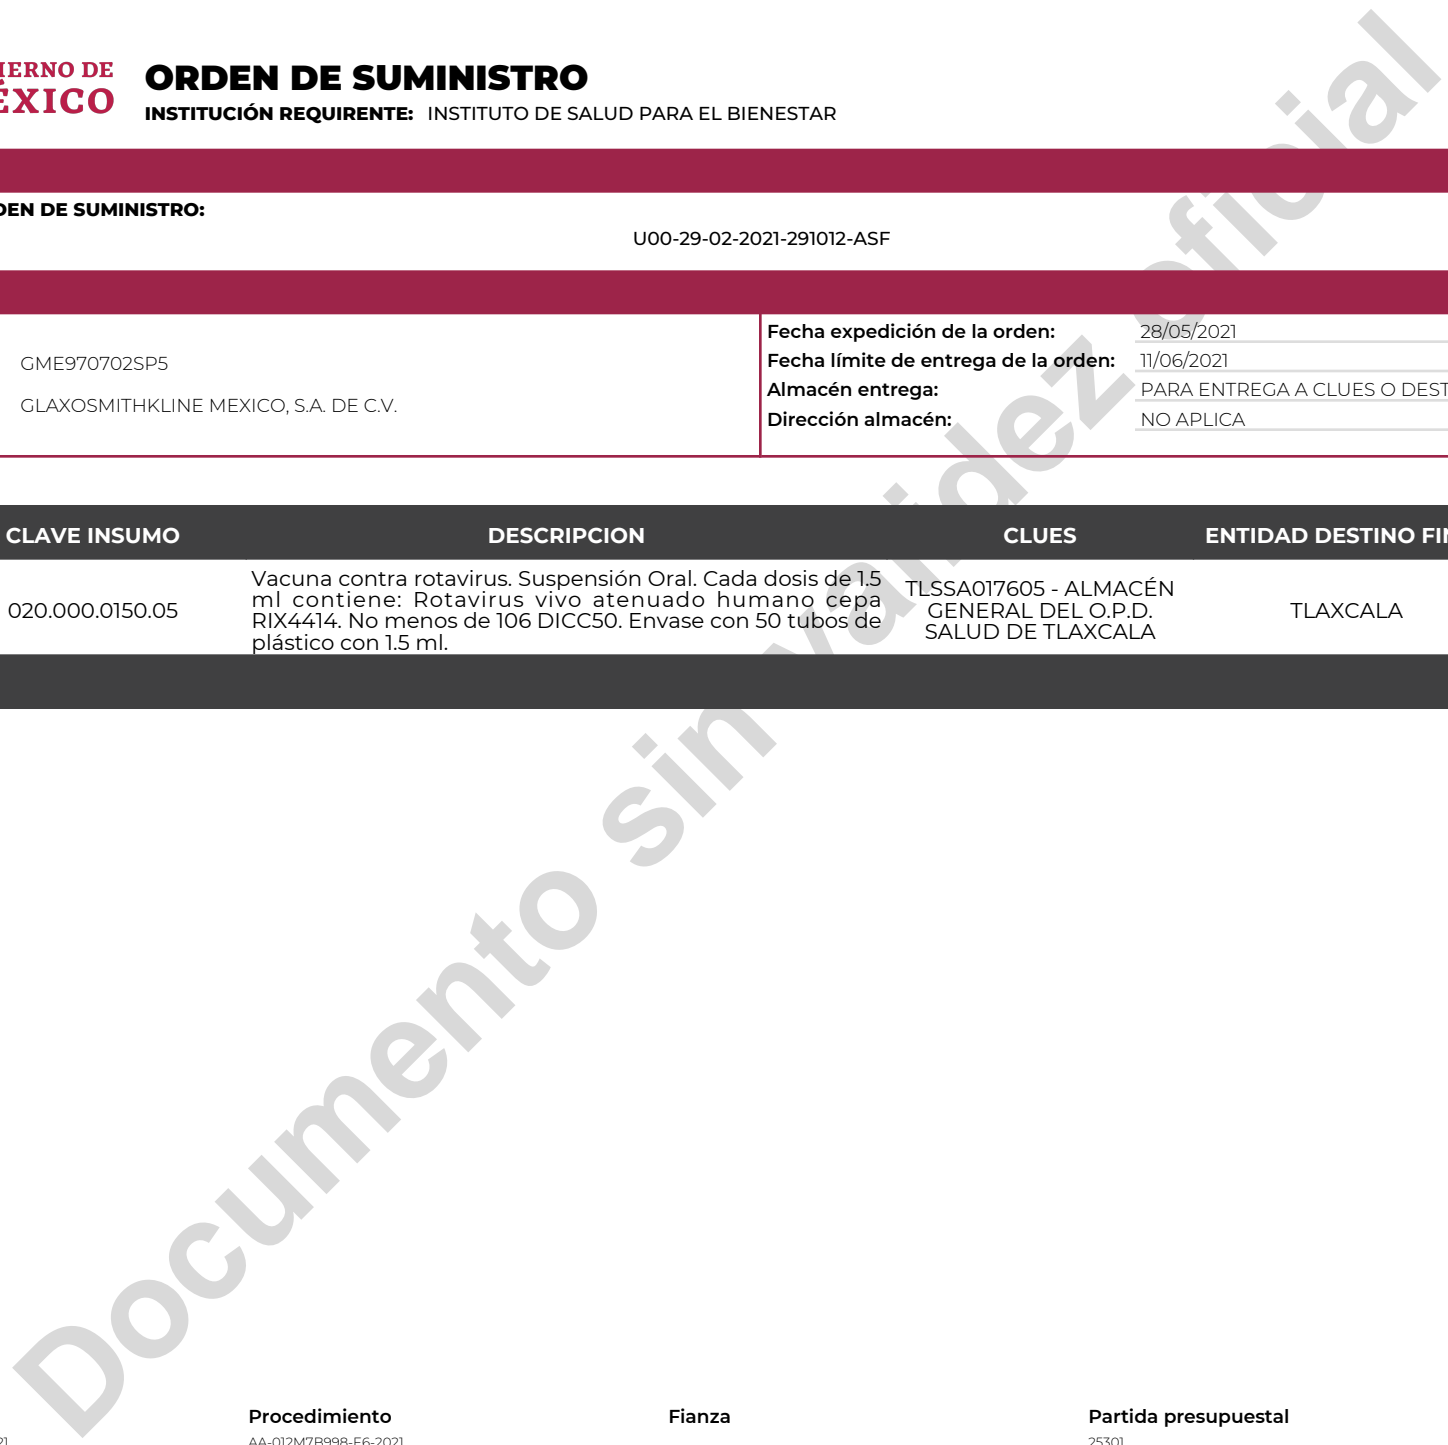 ORDEN DE SUMINISTRO
INSTITUCIÓN REQUIRENTE: INSTITUTO DE SALUD PARA EL BIENESTAR
DE
DE SUMINISTRO:
U00-29-02-2021-291012-ASF
GME970702SP5
GLAXOSMITHKLINE MEXICO, S.A. DE C.V.
Fecha expedición de la orden: 28/05/2021
Fecha límite de entrega de la orden: 11/06/2021
Almacén entrega: PARA ENTREGA A CLUES O
Dirección almacén: NO APLICA
CLAVE INSUMO DESCRIPCION CLUES ENTIDAD DESTINO
020.000.0150.05
Vacuna contra rotavirus. Suspensión Oral. Cada dosis de 1.5
ml contiene: Rotavirus vivo atenuado humano cepa
RIX4414. No menos de 106 DICC50. Envase con 50 tubos de
plástico con 1.5 ml.
TLSSA017605 - ALMACÉN
GENERAL DEL O.P.D.
SALUD DE TLAXCALA
TLAXCALA
Documento sin validez oficial
Procedimiento Fianza Partida presupuestal
AA-012M7B998-E6-2021 25301